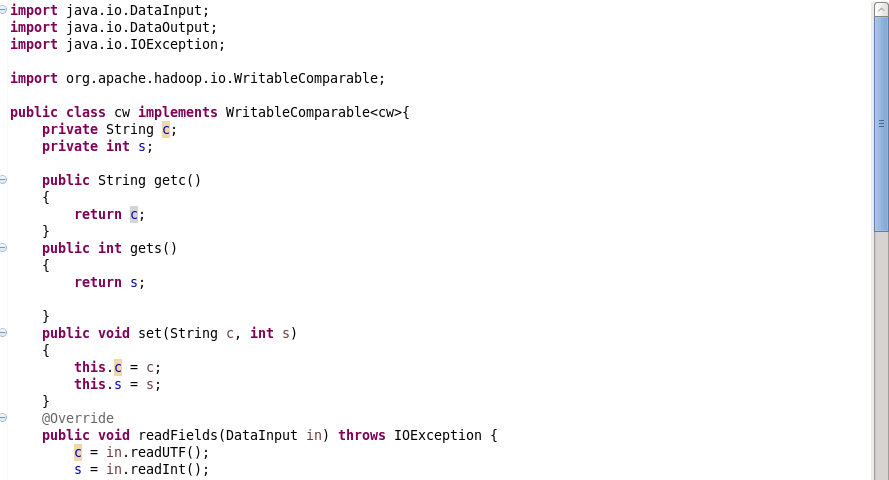 import java.io.DataInput;
import java.io.DataOutput;
import java.io.IOException;

import org.apache.hadoop.io.WritableComparable;

public class cw implements WritableComparable<cw>{
    private String c;
    private int s;

    public String getc()
    {
        return c;
    }
    public int gets()
    {
        return s;

    }
    public void set(String c, int s)
    {
        this.c = c;
        this.s = s;
    }
    @Override
    public void readFields(DataInput in) throws IOException {
        c = in.readUTF();
        s = in.readInt();